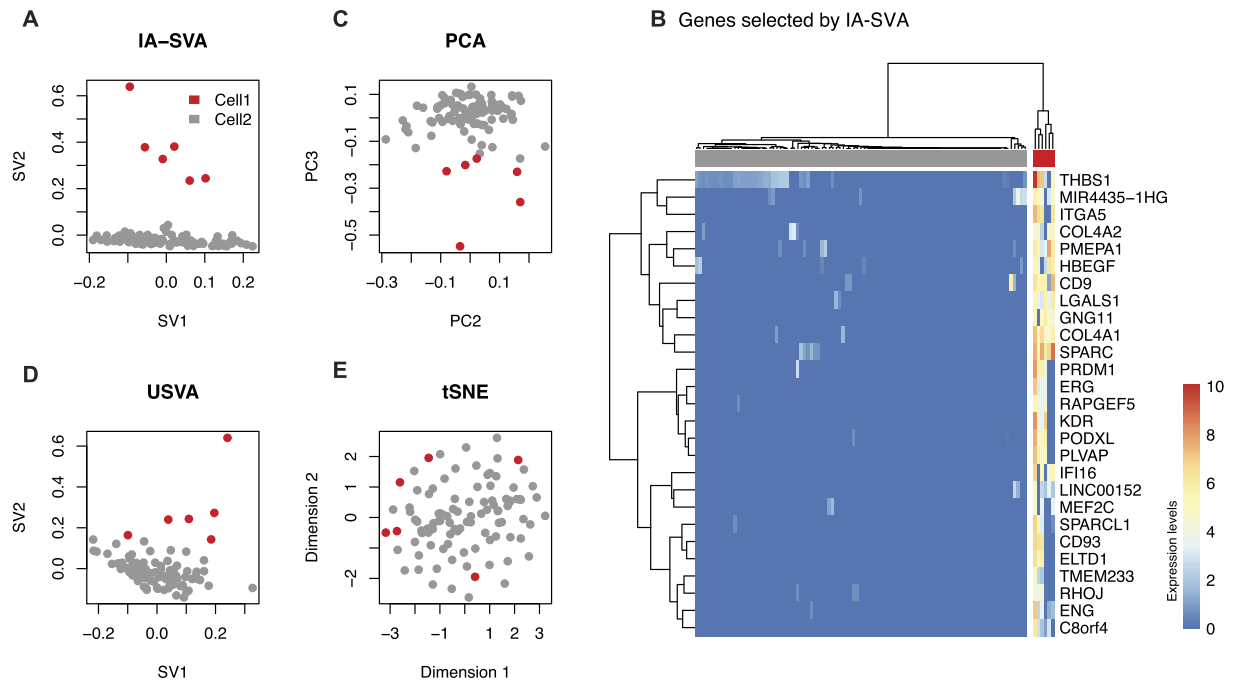 A
IA−SVA
0.6
0.4
0.2
0.0
SV2
Cell1
Cell2
−0.2
0.0
0.1
0.2
SV1
C
PCA
0.1
−0.1
−0.3
−0.5
PC3
−0.3
−0.1
0.1
PC2
B Genes selected by IA-SVA
THBS1
MIR4435−1HG
ITGA5
COL4A2
PMEPA1
HBEGF
CD9
LGALS1
GNG11
COL4A1
SPARC
PRDM1
ERG
RAPGEF5
KDR
PODXL
PLVAP
IFI16
LINC00152
MEF2C
SPARCL1
CD93
ELTD1
TMEM233
RHOJ
ENG
C8orf4
10
8
6
4
2
0
Expression levels
D
USVA
0.6
0.4
0.2
0.0
SV2
−0.2
0.0
0.2
SV1
E
tSNE
2
1
0
-2
Dimension 2
−3
−1
1
2
3
Dimension 1